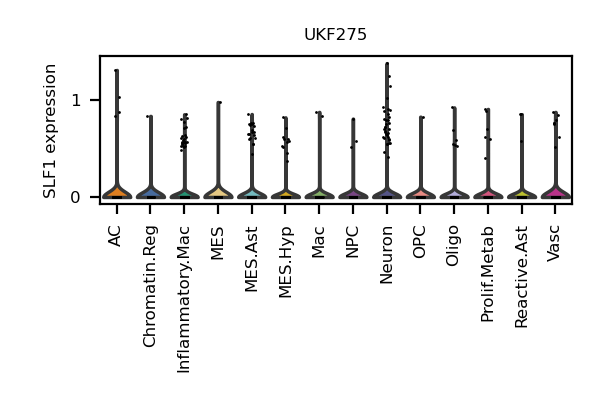 UKF275
SLF1 expression
1
0
AC
Chromatin.Reg
Inflammatory.Mac
MES
MES.Ast
MES.Hyp
Mac
NPC
Neuron
OPC
Oligo
Prolif.Metab
Reactive.Ast
Vasc